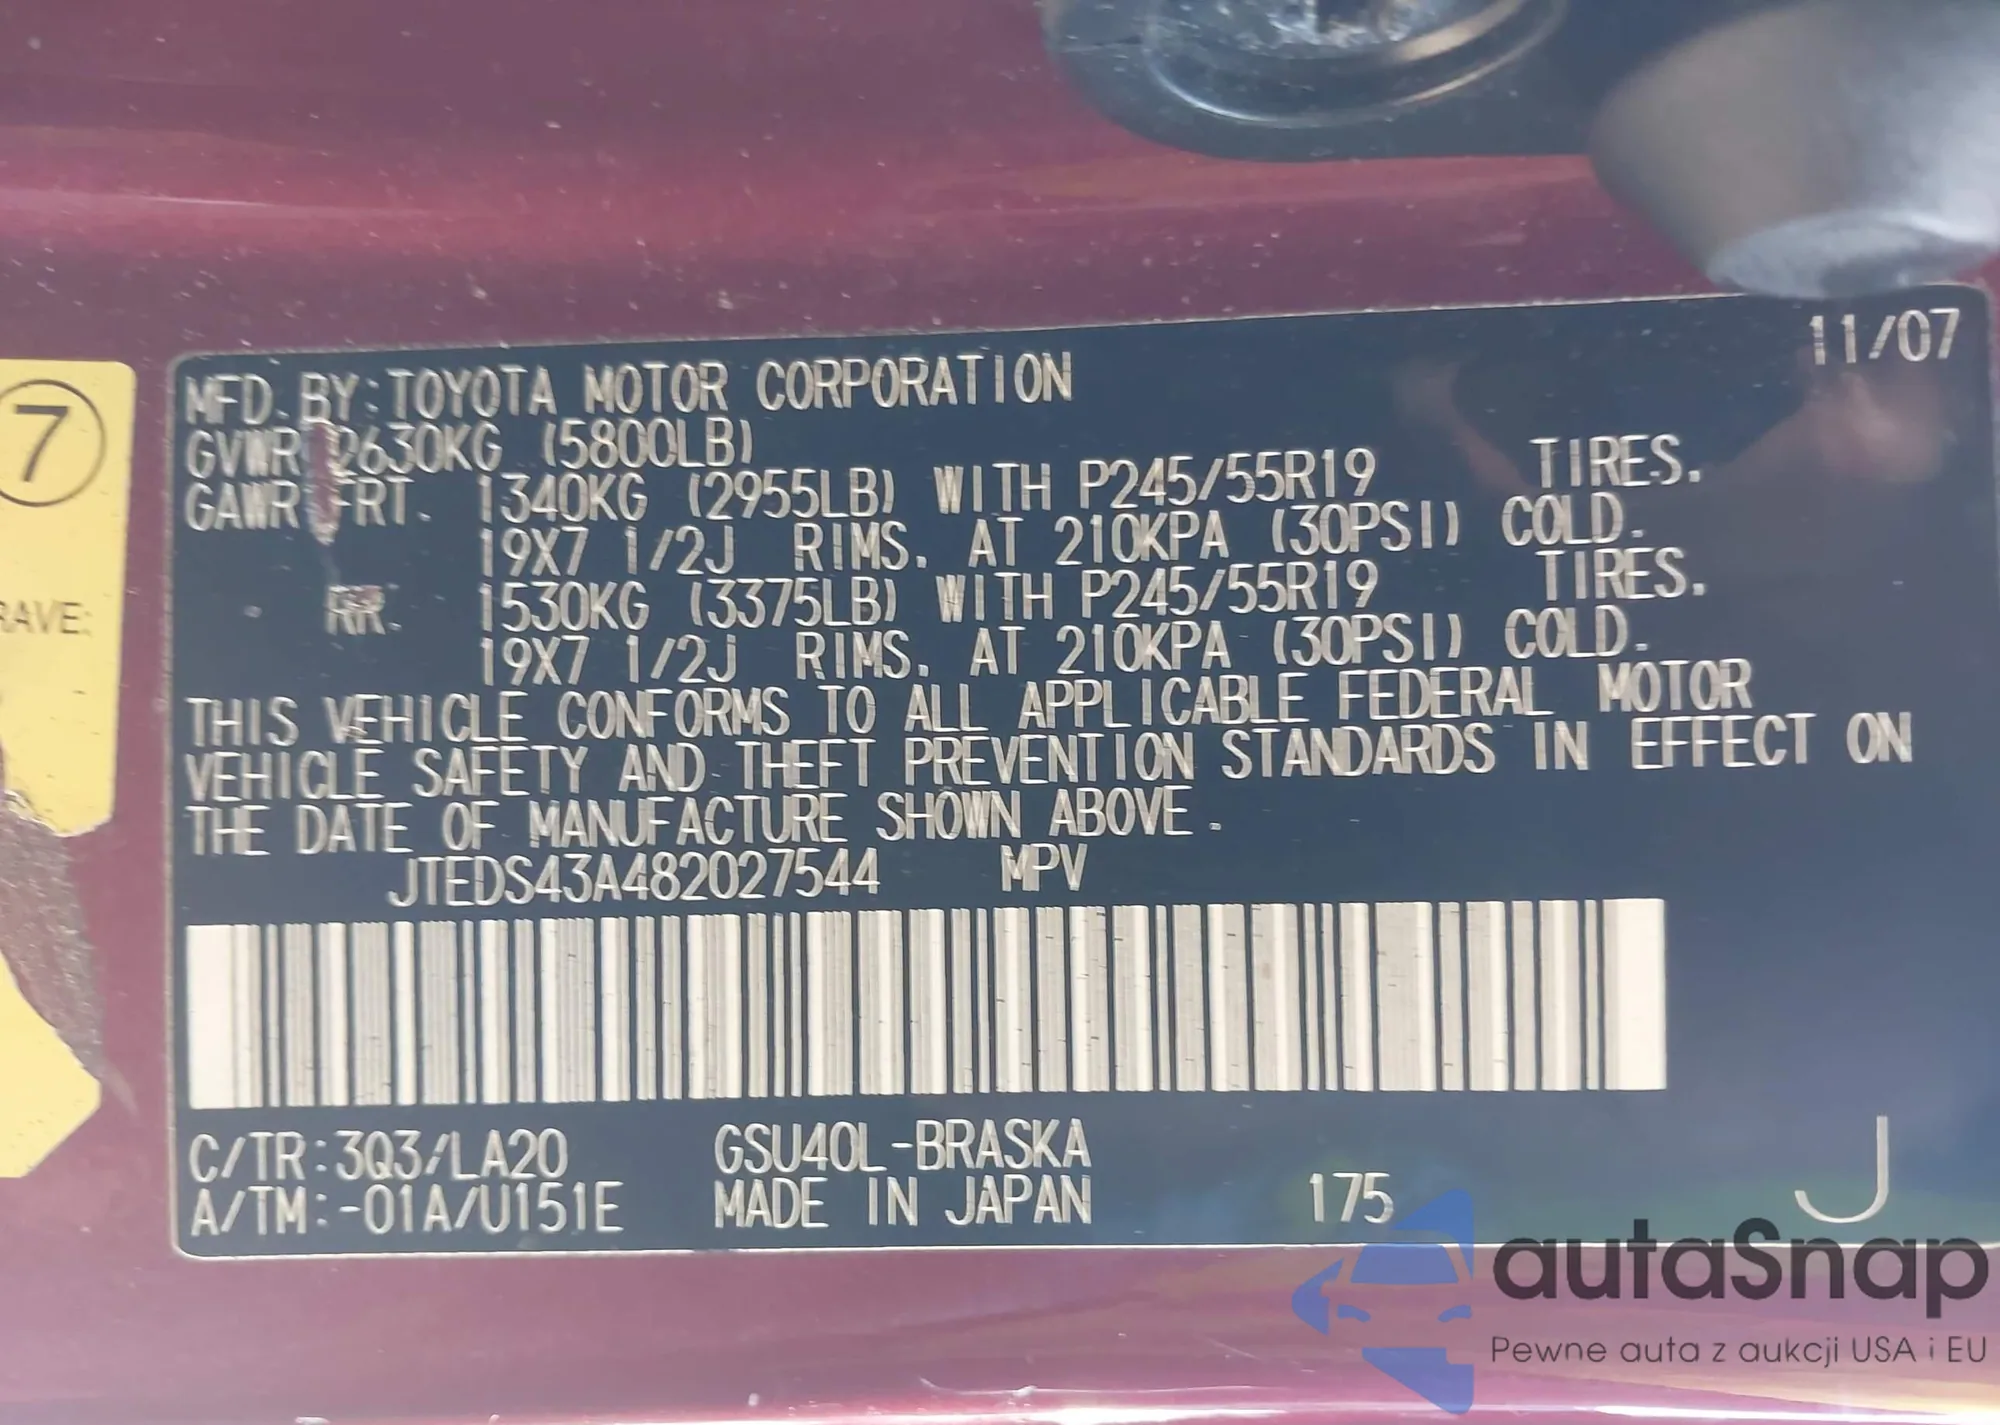 11/07
MFD. BY: TOYOTA MOTOR CORPORATION
GVWR 2630KG (5800LB)
GAWR FRT. 1340KG (2955LB) WITH P245/55R19 TIRES.
19X7 1/2J RIMS. AT 210KPA (30PSI) COLD.
RR. 1530KG (3375LB) WITH P245/55R19 TIRES.
19X7 1/2J RIMS. AT 210KPA (30PSI) COLD.
THIS VEHICLE CONFORMS TO ALL APPLICABLE FEDERAL MOTOR
VEHICLE SAFETY AND THEFT PREVENTION STANDARDS IN EFFECT ON
THE DATE OF MANUFACTURE SHOWN ABOVE.
JTEDS43A482027544 MPV
C/TR:3Q3/LA20 GSU40L-BRASKA
A/TM:-01A/U151E MADE IN JAPAN 175 J
7
RAVE:
autaSnap
Pewne auta z aukcji USA i EU